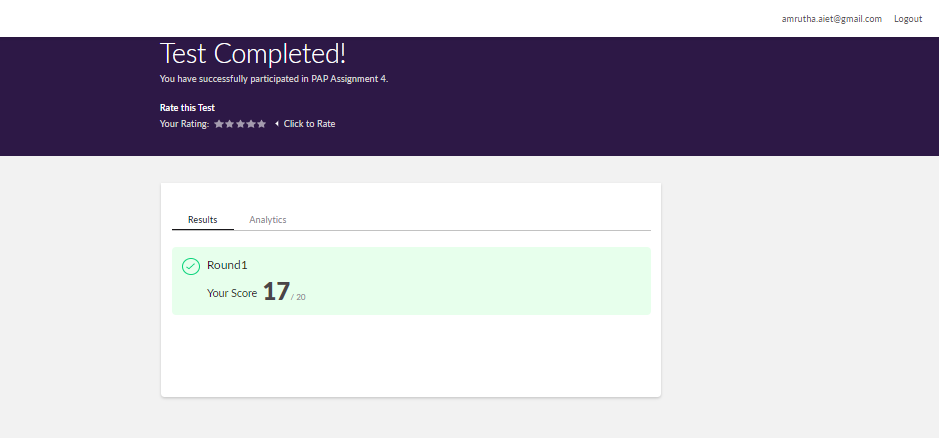 amrutha.aiet@gmail.com Logout
Test Completed!
You have successfully participated in PAP Assignment 4.
Rate this Test
Your Rating: Click to Rate
Results Analytics
Round1
Your Score 17 / 20